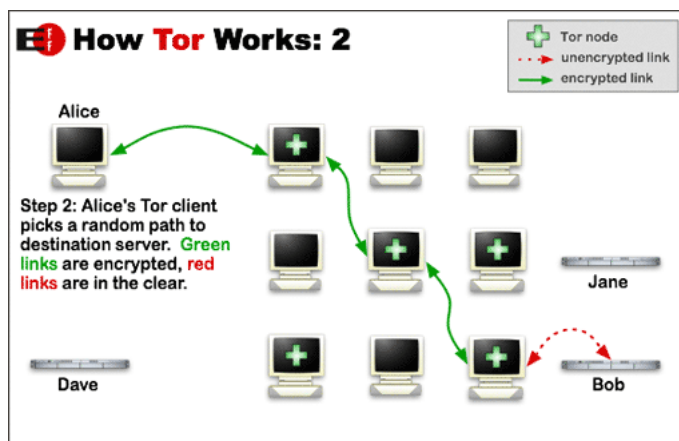 EFF How Tor Works: 2
Tor node
unencrypted link
encrypted link
Alice
Step 2: Alice's Tor client
picks a random path to
destination server. Green
links are encrypted, red
links are in the clear.
Jane
Dave
Bob